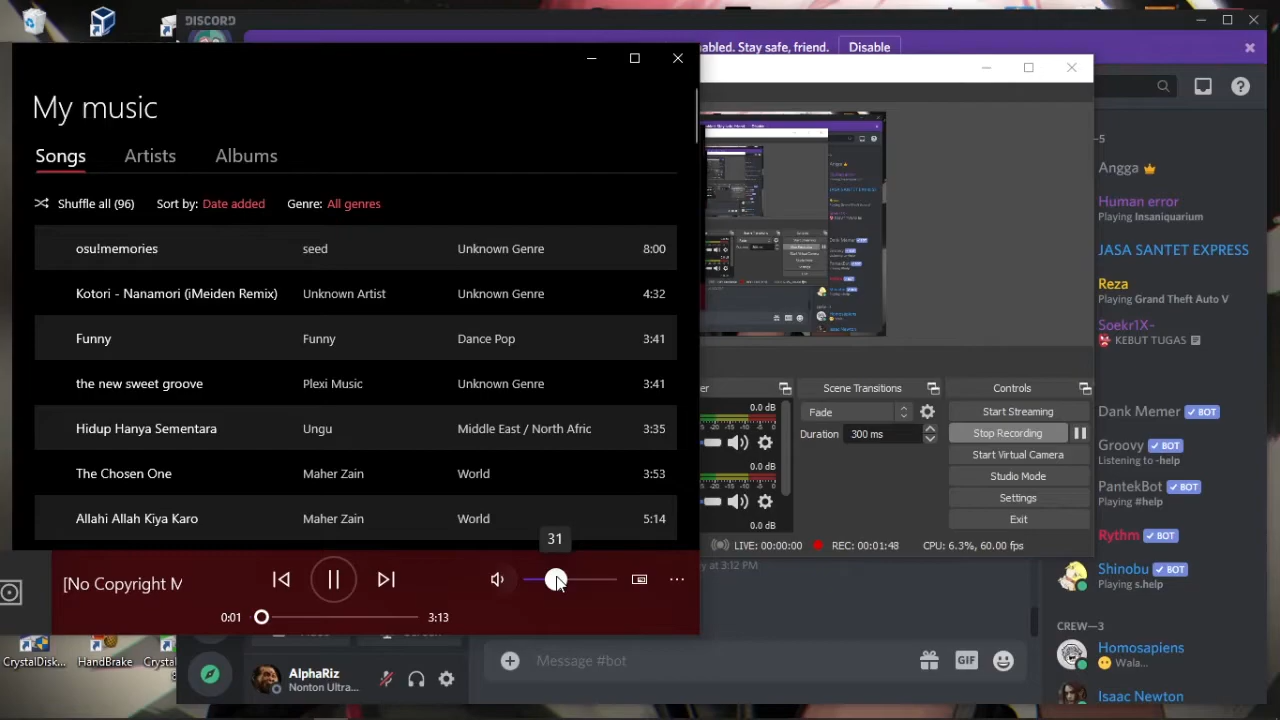 DISCORD
abled. Stay safe, friend. Disable
My music
Songs Artists Albums
Shuffle all (96) Sort by: Date added Genre: All genres
osu!memories seed Unknown Genre 8:00
Kotori - Nanamori (iMeiden Remix) Unknown Artist Unknown Genre 4:32
Funny Funny Dance Pop 3:41
the new sweet groove Plexi Music Unknown Genre 3:41
Hidup Hanya Sementara Ungu Middle East / North Afric 3:35
The Chosen One Maher Zain World 3:53
Allahi Allah Kiya Karo Maher Zain World 5:14
31
[No Copyright M
0:01 3:13
er Scene Transitions Controls
0.0 dB
Fade
Duration 300 ms
0.0 dB
0.0 dB
Start Streaming
Stop Recording
Start Virtual Camera
Studio Mode
Settings
Exit
LIVE: 00:00:00 REC: 00:01:48 CPU: 6.3%, 60.00 fps
y at 3:12 PM
Message #bot
GIF
—5
Angga
Human error
Playing Insaniquarium
JASA SANTET EXPRESS
Reza
Playing Grand Theft Auto V
Soekr1X-
KEBUT TUGAS
Dank Memer BOT
Groovy BOT
Listening to -help
PantekBot BOT
Playing #help
Rythm BOT
Shinobu BOT
Playing s.help
CREW—3
Homosapiens
Wala...
Isaac Newton
AlphaRiz
Nonton Ultra...
CrystalDisk... HandBrake Crystal